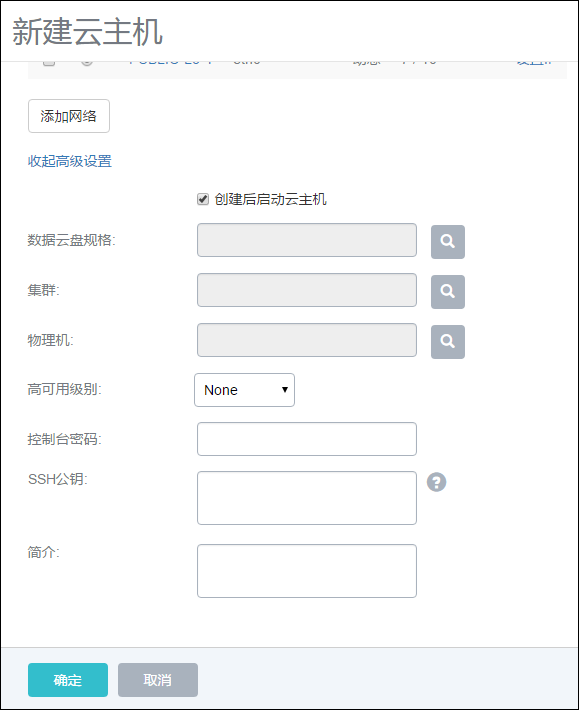 新建云主机
添加网络
收起高级设置
创建后启动云主机
数据云盘规格:
集群:
物理机:
高可用级别: None
控制台密码:
SSH公钥:
简介:
确定 取消